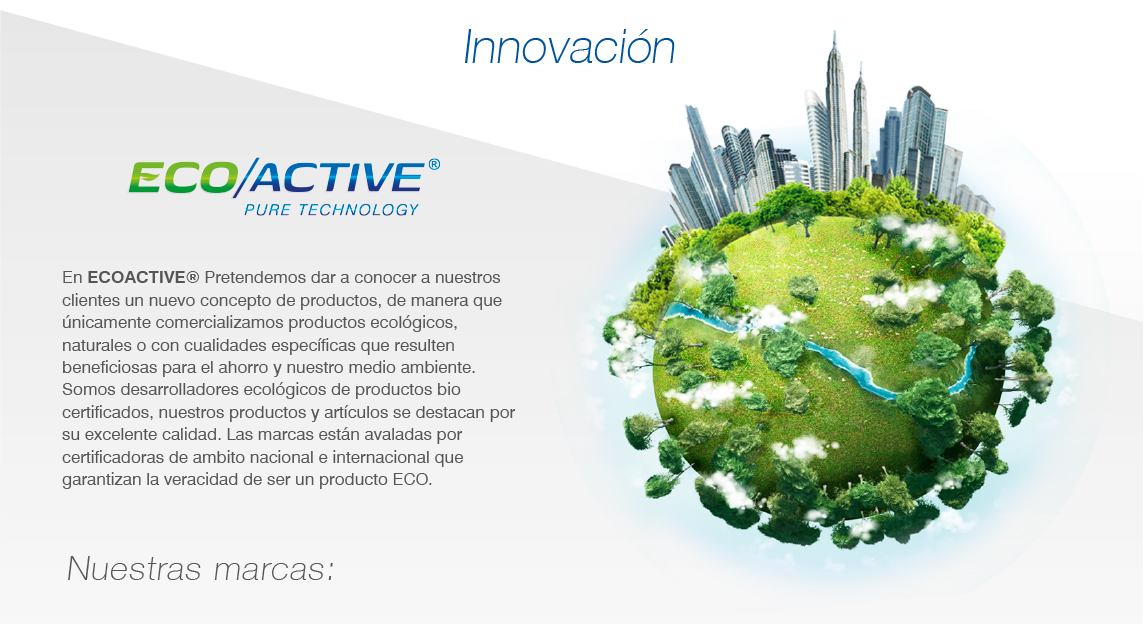 Innovación
ECO/ACTIVE®
PURE TECHNOLOGY
En ECOACTIVE® Pretendemos dar a conocer a nuestros
clientes un nuevo concepto de productos, de manera que
únicamente comercializamos productos ecológicos,
naturales o con cualidades específicas que resulten
beneficiosas para el ahorro y nuestro medio ambiente.
Somos desarrolladores ecológicos de productos bio
certificados, nuestros productos y artículos se destacan por
su excelente calidad. Las marcas están avaladas por
certificadoras de ambito nacional e internacional que
garantizan la veracidad de ser un producto ECO.
Nuestras marcas: